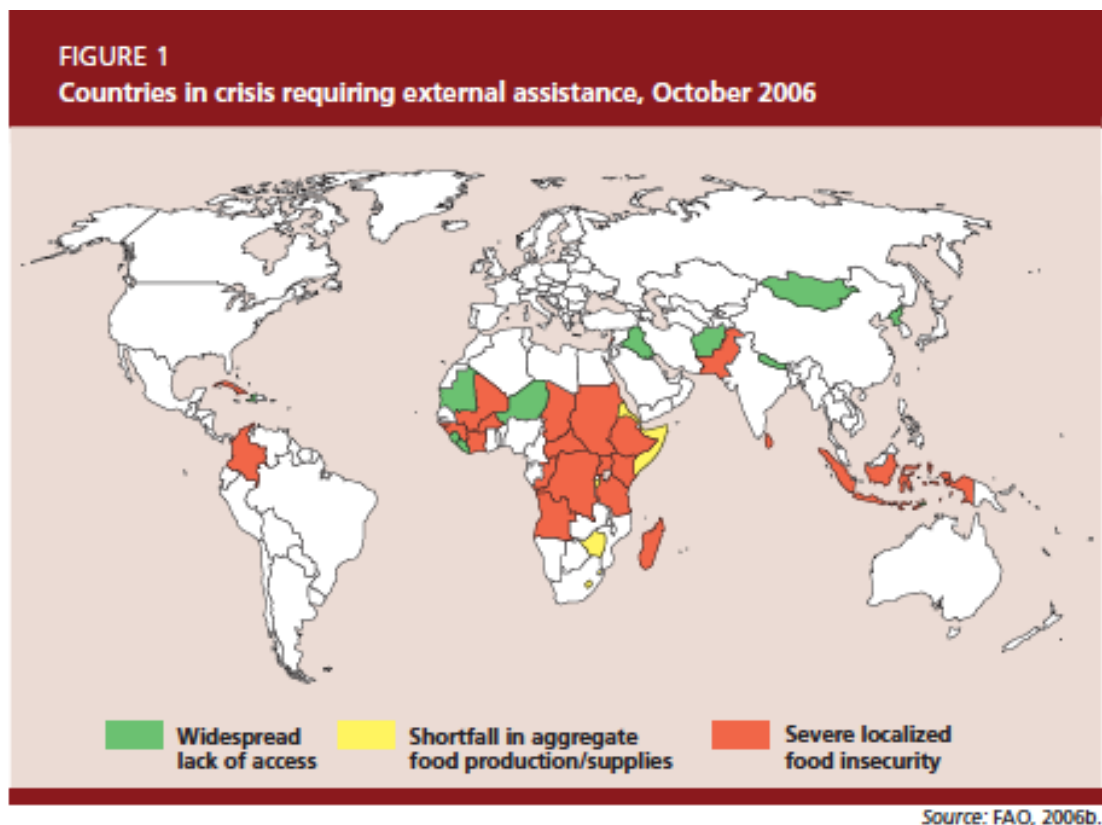 FIGURE 1
Countries in crisis requiring external assistance, October 2006
Widespread
lack of access
Shortfall in aggregate
food production/supplies
Severe localized
food insecurity
Source: FAO, 2006b.